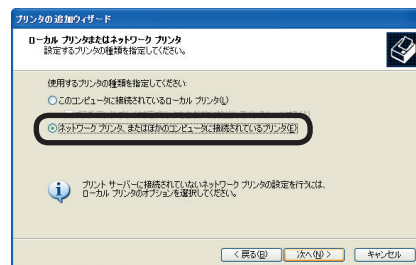 プリンタの追加ウィザード
ローカル プリンタまたはネットワーク プリンタ
設定するプリンタの種類を指定してください。
使用するプリンタの種類を指定してください:
このコンピュータに接続されているローカル プリンタ(L)
ネットワーク プリンタ、またはほかのコンピュータに接続されているプリンタ(E)
プリント サーバーに接続されていないネットワーク プリンタの設定を行うには、
ローカル プリンタのオプションを選択してください。
< 戻る(B) 次へ(N) > キャンセル